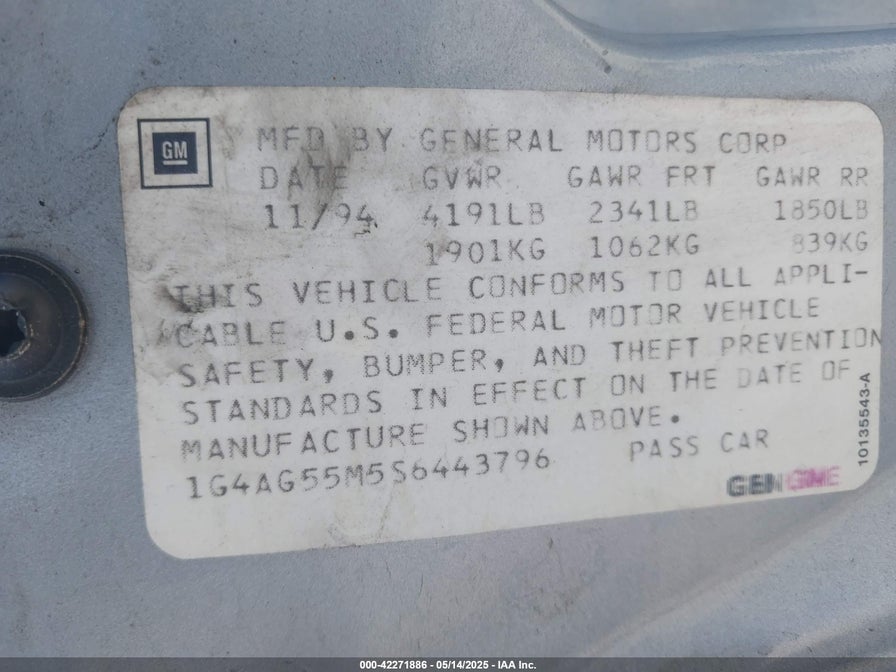 GM
MFD BY GENERAL MOTORS CORP
DATE GVWR GAWR FRT GAWR RR
11/94 4191LB 2341LB 1850LB
1901KG 1062KG 839KG
THIS VEHICLE CONFORMS TO ALL APPLI-
CABLE U.S. FEDERAL MOTOR VEHICLE
SAFETY, BUMPER, AND THEFT PREVENTION
STANDARDS IN EFFECT ON THE DATE OF
MANUFACTURE SHOWN ABOVE.
1G4AG55M5S6443796 PASS CAR
10135543-A
000-42271886 - 05/14/2025 - IAA Inc.